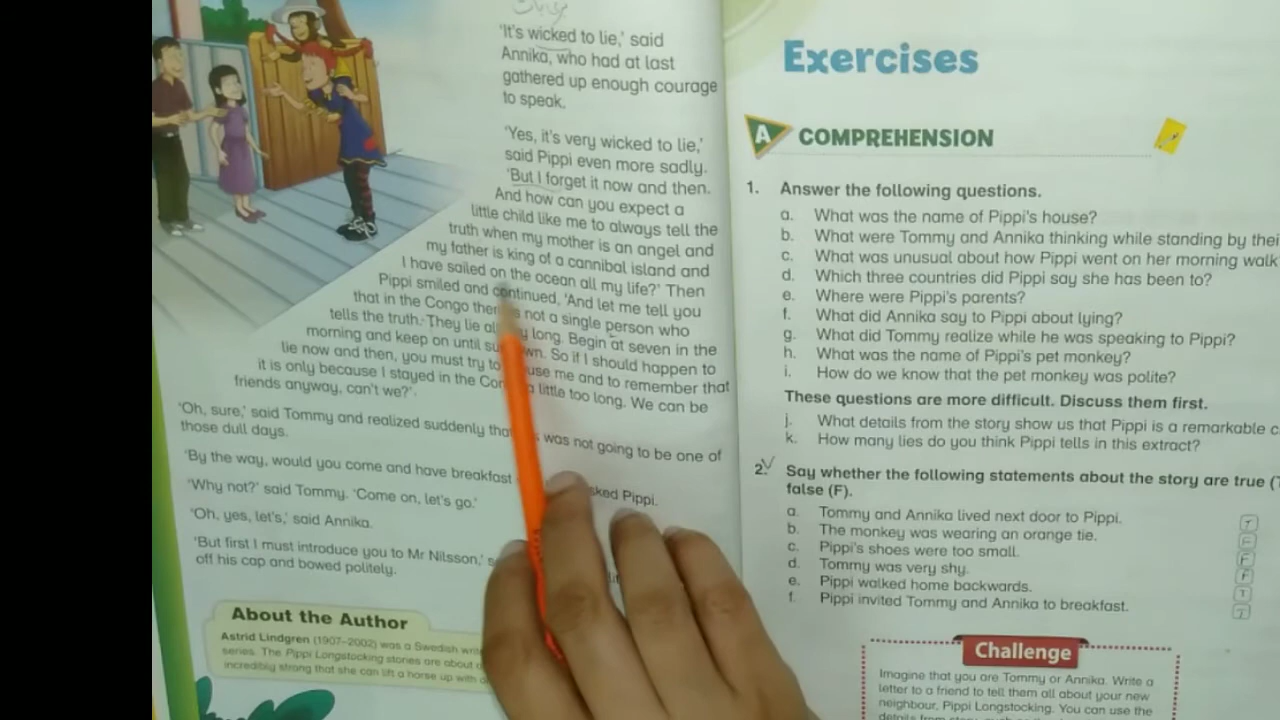 'It's wicked to lie,' said
Annika, who had at last
gathered up enough courage
to speak.
'Yes, it's very wicked to lie,'
said Pippi even more sadly.
'But I forget it now and then.
And how can you expect a
little child like me to always tell the
truth when my mother is an angel and
my father is king of a cannibal island and
I have sailed on the ocean all my life?' Then
Pippi smiled and continued, 'And let me tell you
that in the Congo there is not a single person who
tells the truth. They lie all long. Begin at seven in the
morning and keep on until So if I should happen to
lie now and then, you must try to me and to remember that
it is only because I stayed in the a little too long. We can be
friends anyway, can't we?'
'Oh, sure,' said Tommy and realized suddenly was not going to be one of
those dull days.
'By the way, would you come and have breakfast asked Pippi.
'Why not?' said Tommy. 'Come on, let's go.'
'Oh, yes, let's,' said Annika.
'But first I must introduce you to Mr Nilsson,'
off his cap and bowed politely.
About the Author
Astrid Lindgren (1907–2002) was a Swedish
series. The Pippi Longstocking stories are about
incredibly strong that she can lift a horse up with
Exercises
A COMPREHENSION
1. Answer the following questions.
a. What was the name of Pippi's house?
b. What were Tommy and Annika thinking while standing by thei
c. What was unusual about how Pippi went on her morning walk
d. Which three countries did Pippi say she has been to?
e. Where were Pippi's parents?
f. What did Annika say to Pippi about lying?
g. What did Tommy realize while he was speaking to Pippi?
h. What was the name of Pippi's pet monkey?
i. How do we know that the pet monkey was polite?
These questions are more difficult. Discuss them first.
j. What details from the story show us that Pippi is a remarkable c
k. How many lies do you think Pippi tells in this extract?
2. Say whether the following statements about the story are true (T
false (F).
a. Tommy and Annika lived next door to Pippi. T
b. The monkey was wearing an orange tie. F
c. Pippi's shoes were too small. F
d. Tommy was very shy. F
e. Pippi walked home backwards. T
f. Pippi invited Tommy and Annika to breakfast. T
Challenge
Imagine that you are Tommy or Annika. Write a
letter to a friend to tell them all about your new
neighbour, Pippi Longstocking. You can use the